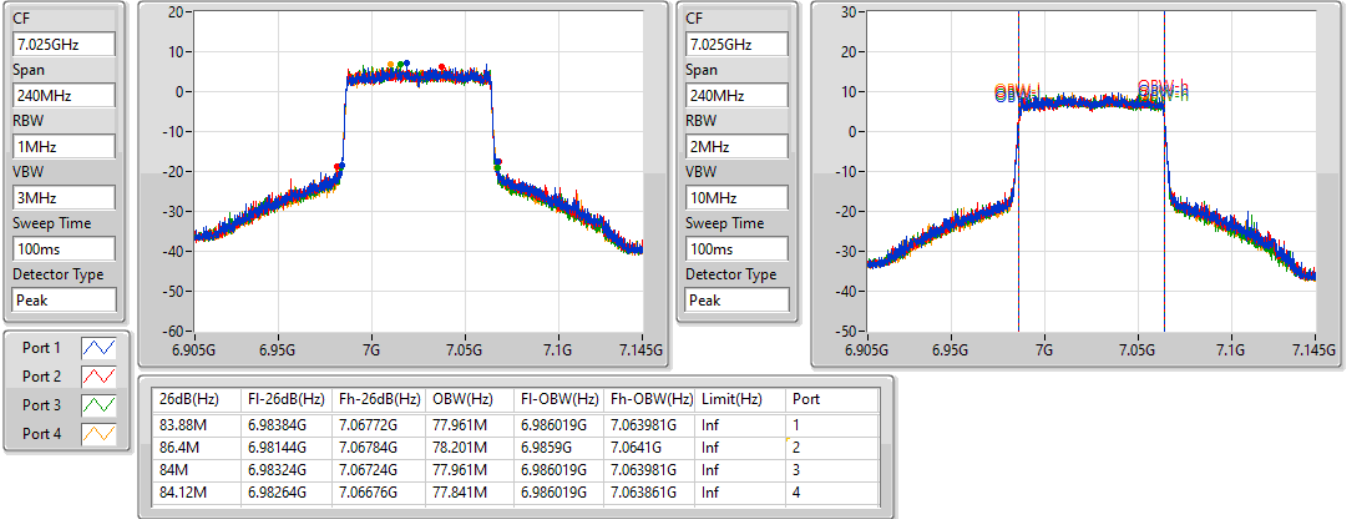 CF
7.025GHz
Span
240MHz
RBW
1MHz
VBW
3MHz
Sweep Time
100ms
Detector Type
Peak
20
10
0
-10
-20
-30
-40
-50
-60
6.905G 6.95G 7G 7.05G 7.1G 7.145G
CF
7.025GHz
Span
240MHz
RBW
2MHz
VBW
10MHz
Sweep Time
100ms
Detector Type
Peak
30
20
10
0
-10
-20
-30
-40
-50
OBW-l OBW-h
6.905G 6.95G 7G 7.05G 7.1G 7.145G
Port 1
Port 2
Port 3
Port 4
26dB(Hz) Fl-26dB(Hz) Fh-26dB(Hz) OBW(Hz) Fl-OBW(Hz) Fh-OBW(Hz) Limit(Hz) Port
83.88M 6.98384G 7.06772G 77.961M 6.986019G 7.063981G Inf 1
86.4M 6.98144G 7.06784G 78.201M 6.9859G 7.0641G Inf 2
84M 6.98324G 7.06724G 77.961M 6.986019G 7.063981G Inf 3
84.12M 6.98264G 7.06676G 77.841M 6.986019G 7.063861G Inf 4